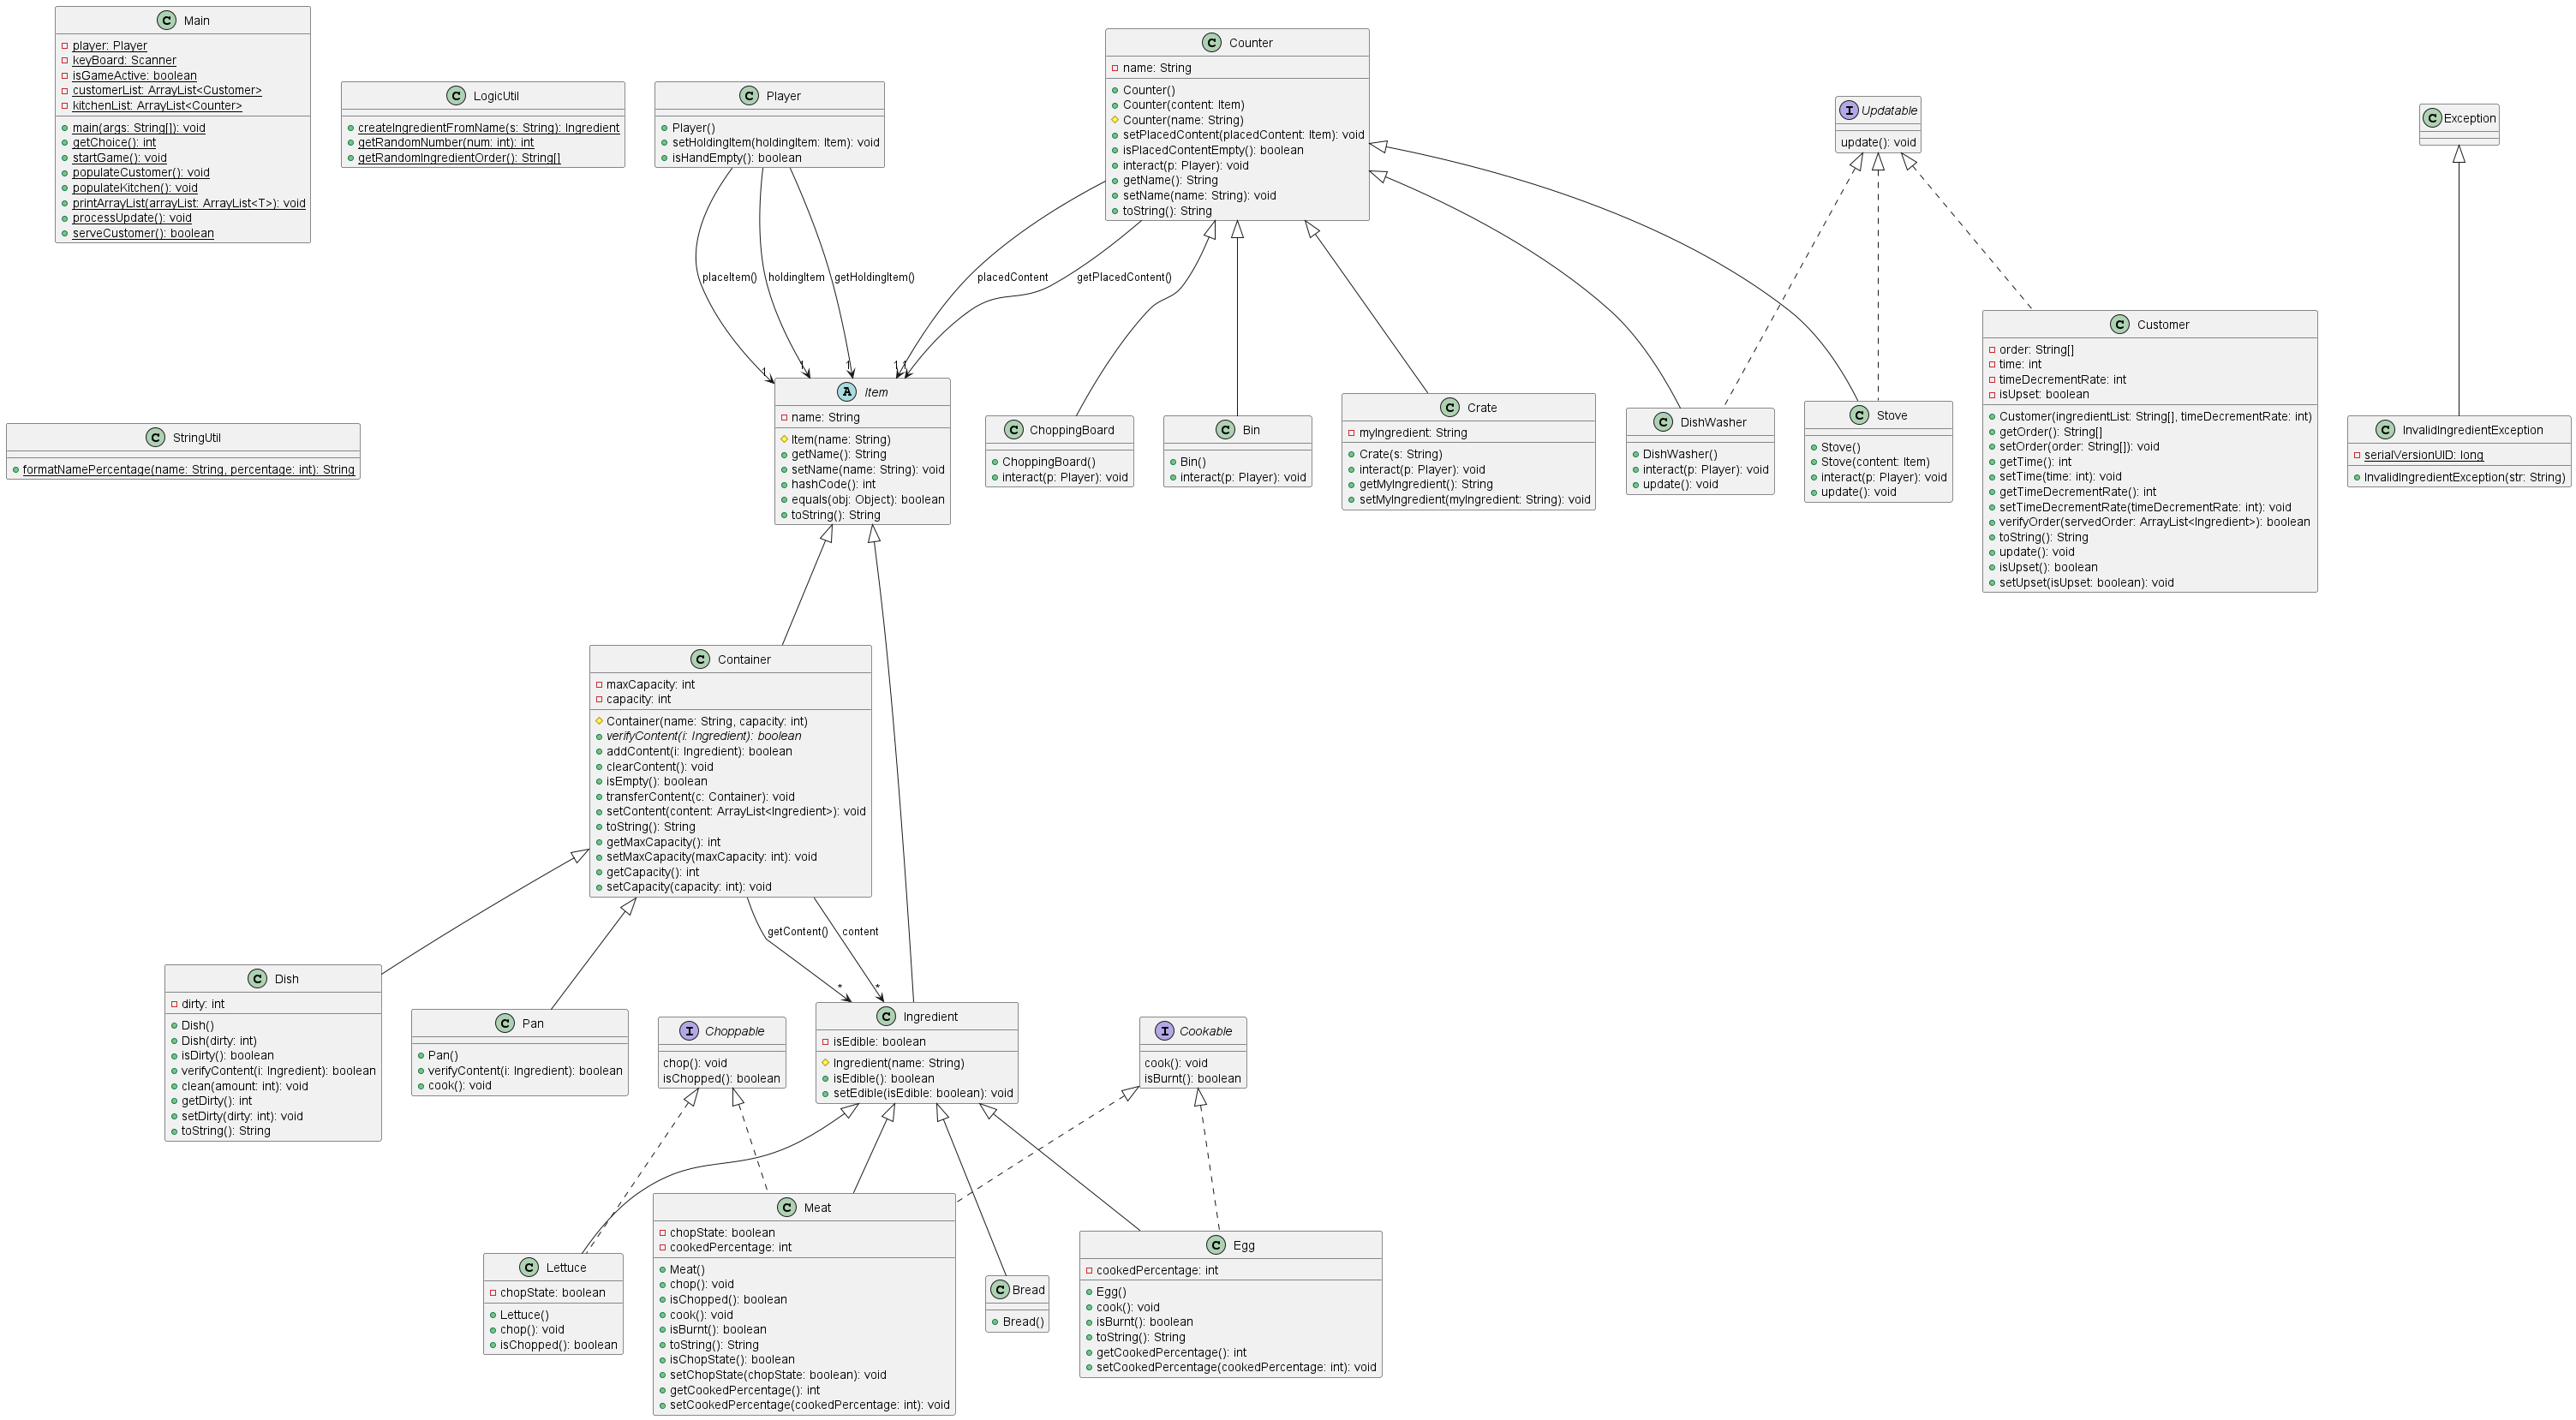 Main
player: Player
keyBoard: Scanner
isGameActive: boolean
customerList: ArrayList<Customer>
kitchenList: ArrayList<Counter>
main(args: String[]): void
getChoice(): int
startGame(): void
populateCustomer(): void
populateKitchen(): void
printArrayList(arrayList: ArrayList<T>): void
processUpdate(): void
serveCustomer(): boolean
LogicUtil
createIngredientFromName(s: String): Ingredient
getRandomNumber(num: int): int
getRandomIngredientOrder(): String[]
Player
Player()
setHoldingItem(holdingItem: Item): void
isHandEmpty(): boolean
Counter
name: String
Counter()
Counter(content: Item)
Counter(name: String)
setPlacedContent(placedContent: Item): void
isPlacedContentEmpty(): boolean
interact(p: Player): void
getName(): String
setName(name: String): void
toString(): String
Updatable
update(): void
Exception
placeItem()
holdingItem
getHoldingItem()
placedContent
getPlacedContent()
1
1
1
1
1
StringUtil
formatNamePercentage(name: String, percentage: int): String
Item
name: String
Item(name: String)
getName(): String
setName(name: String): void
hashCode(): int
equals(obj: Object): boolean
toString(): String
ChoppingBoard
ChoppingBoard()
interact(p: Player): void
Bin
Bin()
interact(p: Player): void
Crate
myIngredient: String
Crate(s: String)
interact(p: Player): void
getMyIngredient(): String
setMyIngredient(myIngredient: String): void
DishWasher
DishWasher()
interact(p: Player): void
update(): void
Stove
Stove()
Stove(content: Item)
interact(p: Player): void
update(): void
Customer
order: String[]
time: int
timeDecrementRate: int
isUpset: boolean
Customer(ingredientList: String[], timeDecrementRate: int)
getOrder(): String[]
setOrder(order: String[]): void
getTime(): int
setTime(time: int): void
getTimeDecrementRate(): int
setTimeDecrementRate(timeDecrementRate: int): void
verifyOrder(servedOrder: ArrayList<Ingredient>): boolean
toString(): String
update(): void
isUpset(): boolean
setUpset(isUpset: boolean): void
InvalidIngredientException
serialVersionUID: long
InvalidIngredientException(str: String)
Container
maxCapacity: int
capacity: int
Container(name: String, capacity: int)
verifyContent(i: Ingredient): boolean
addContent(i: Ingredient): boolean
clearContent(): void
isEmpty(): boolean
transferContent(c: Container): void
setContent(content: ArrayList<Ingredient>): void
toString(): String
getMaxCapacity(): int
setMaxCapacity(maxCapacity: int): void
getCapacity(): int
setCapacity(capacity: int): void
getContent()
content
*
*
Dish
dirty: int
Dish()
Dish(dirty: int)
isDirty(): boolean
verifyContent(i: Ingredient): boolean
clean(amount: int): void
getDirty(): int
setDirty(dirty: int): void
toString(): String
Pan
Pan()
verifyContent(i: Ingredient): boolean
cook(): void
Choppable
chop(): void
isChopped(): boolean
Ingredient
isEdible: boolean
Ingredient(name: String)
isEdible(): boolean
setEdible(isEdible: boolean): void
Cookable
cook(): void
isBurnt(): boolean
Lettuce
chopState: boolean
Lettuce()
chop(): void
isChopped(): boolean
Meat
chopState: boolean
cookedPercentage: int
Meat()
chop(): void
isChopped(): boolean
cook(): void
isBurnt(): boolean
toString(): String
isChopState(): boolean
setChopState(chopState: boolean): void
getCookedPercentage(): int
setCookedPercentage(cookedPercentage: int): void
Bread
Bread()
Egg
cookedPercentage: int
Egg()
cook(): void
isBurnt(): boolean
toString(): String
getCookedPercentage(): int
setCookedPercentage(cookedPercentage: int): void